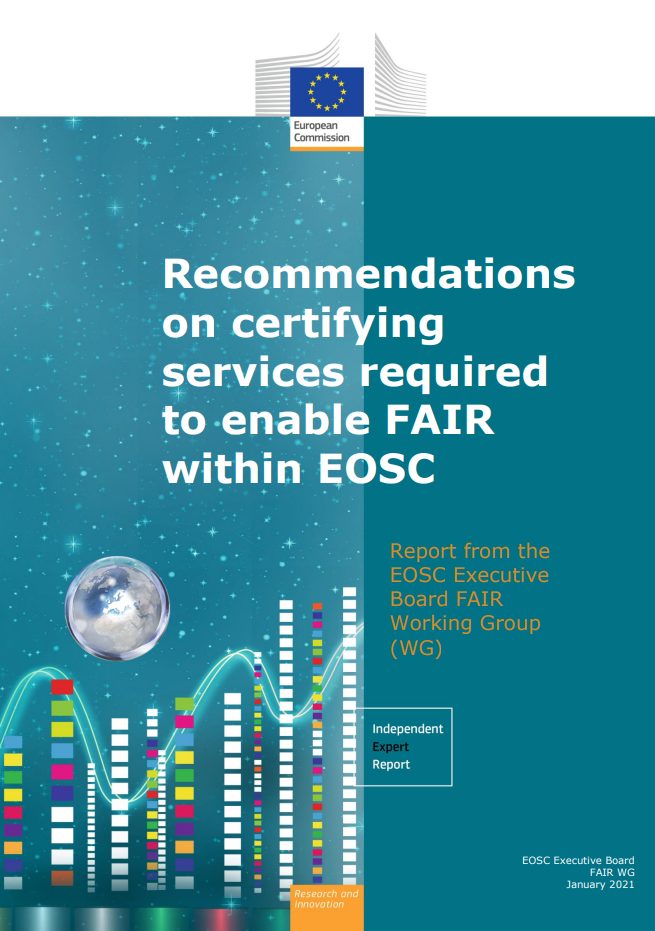 European
Commission
Recommendations
on certifying
services required
to enable FAIR
within EOSC
Report from the
EOSC Executive
Board FAIR
Working Group
(WG)
Independent
Expert
Report
EOSC Executive Board
FAIR WG
January 2021
Research and
Innovation